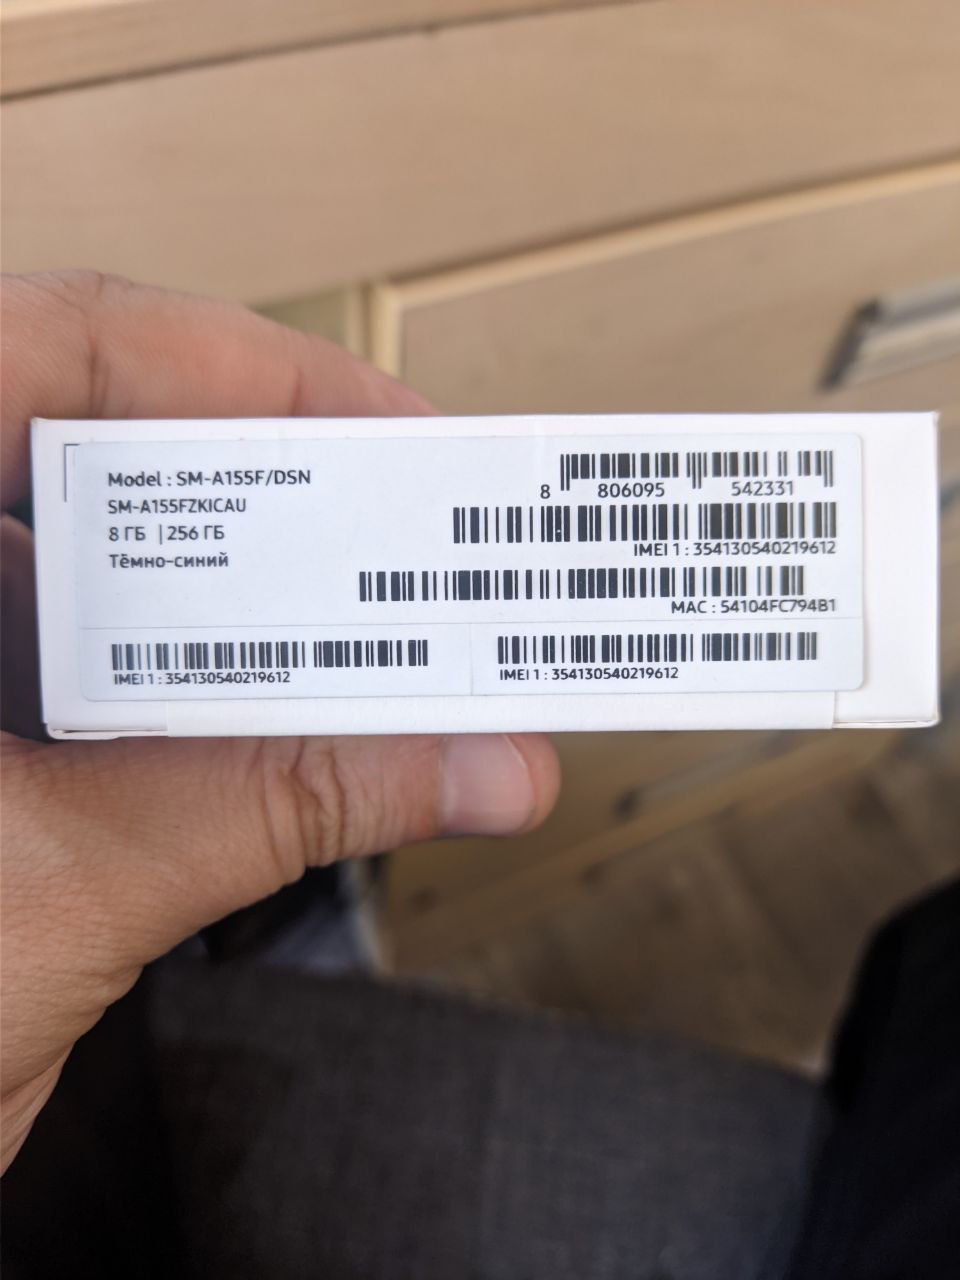 Model : SM-A155F/DSN
SM-A155FZKICAU
8 ГБ | 256 ГБ
Тёмно-синий
8 806095 542331
IMEI 1 : 354130540219612
MAC : 54104FC794B1
IMEI 1 : 354130540219612
IMEI 1 : 354130540219612